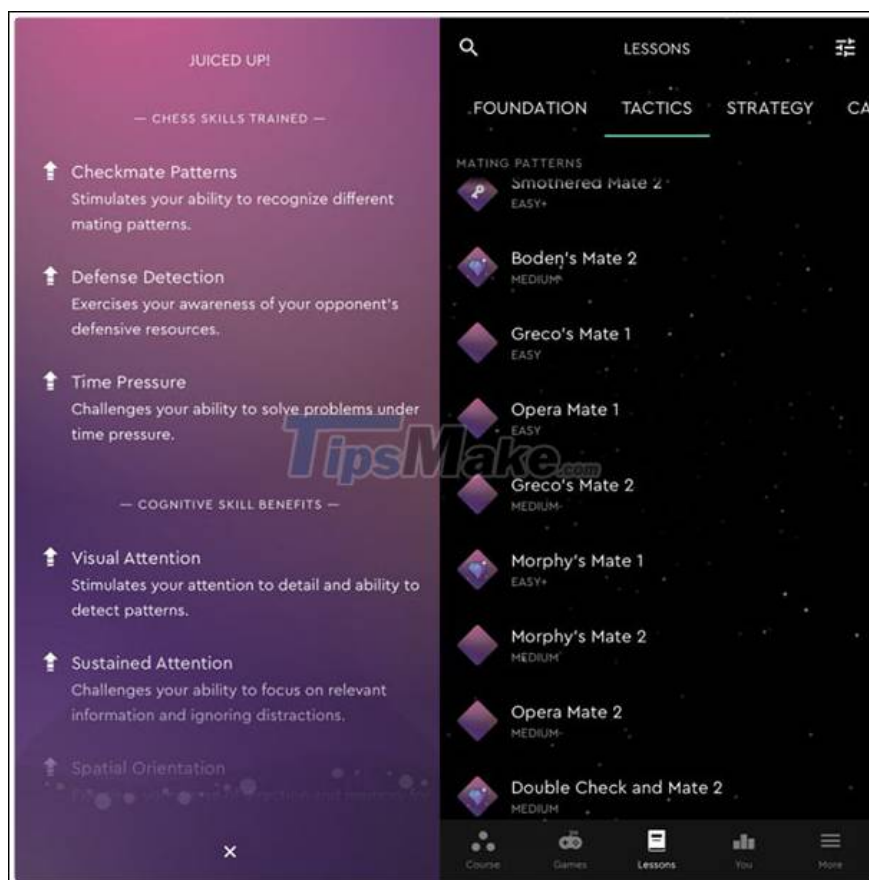 JUICED UP!
— CHESS SKILLS TRAINED —
Checkmate Patterns
Stimulates your ability to recognize different
mating patterns.
Defense Detection
Exercises your awareness of your opponent's
defensive resources.
Time Pressure
Challenges your ability to solve problems under
time pressure.
— COGNITIVE SKILL BENEFITS —
Visual Attention
Stimulates your attention to detail and ability to
detect patterns.
Sustained Attention
Challenges your ability to focus on relevant
information and ignoring distractions.
Spatial Orientation
TipsMake.com
LESSONS
FOUNDATION TACTICS STRATEGY CA
MATING PATTERNS
Smothered Mate 2
EASY+
Boden's Mate 2
MEDIUM-
Greco's Mate 1
EASY
Opera Mate 1
EASY
Greco's Mate 2
MEDIUM-
Morphy's Mate 1
EASY+
Morphy's Mate 2
MEDIUM
Opera Mate 2
MEDIUM-
Double Check and Mate 2
MEDIUM
Course Games Lessons You More